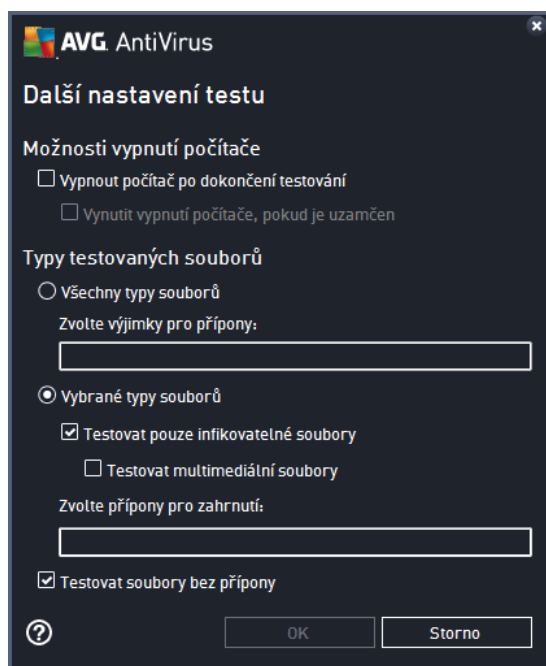 AVG. AntiVirus
Další nastavení testu
Možnosti vypnutí počítače
Vypnout počítač po dokončení testování
Vynutit vypnutí počítače, pokud je uzamčen
Typy testovaných souborů
Všechny typy souborů
Zvolte výjimky pro přípony:
Vybrané typy souborů
Testovat pouze infikovatelné soubory
Testovat multimediální soubory
Zvolte přípony pro zahrnutí:
Testovat soubory bez přípony
OK
Storno